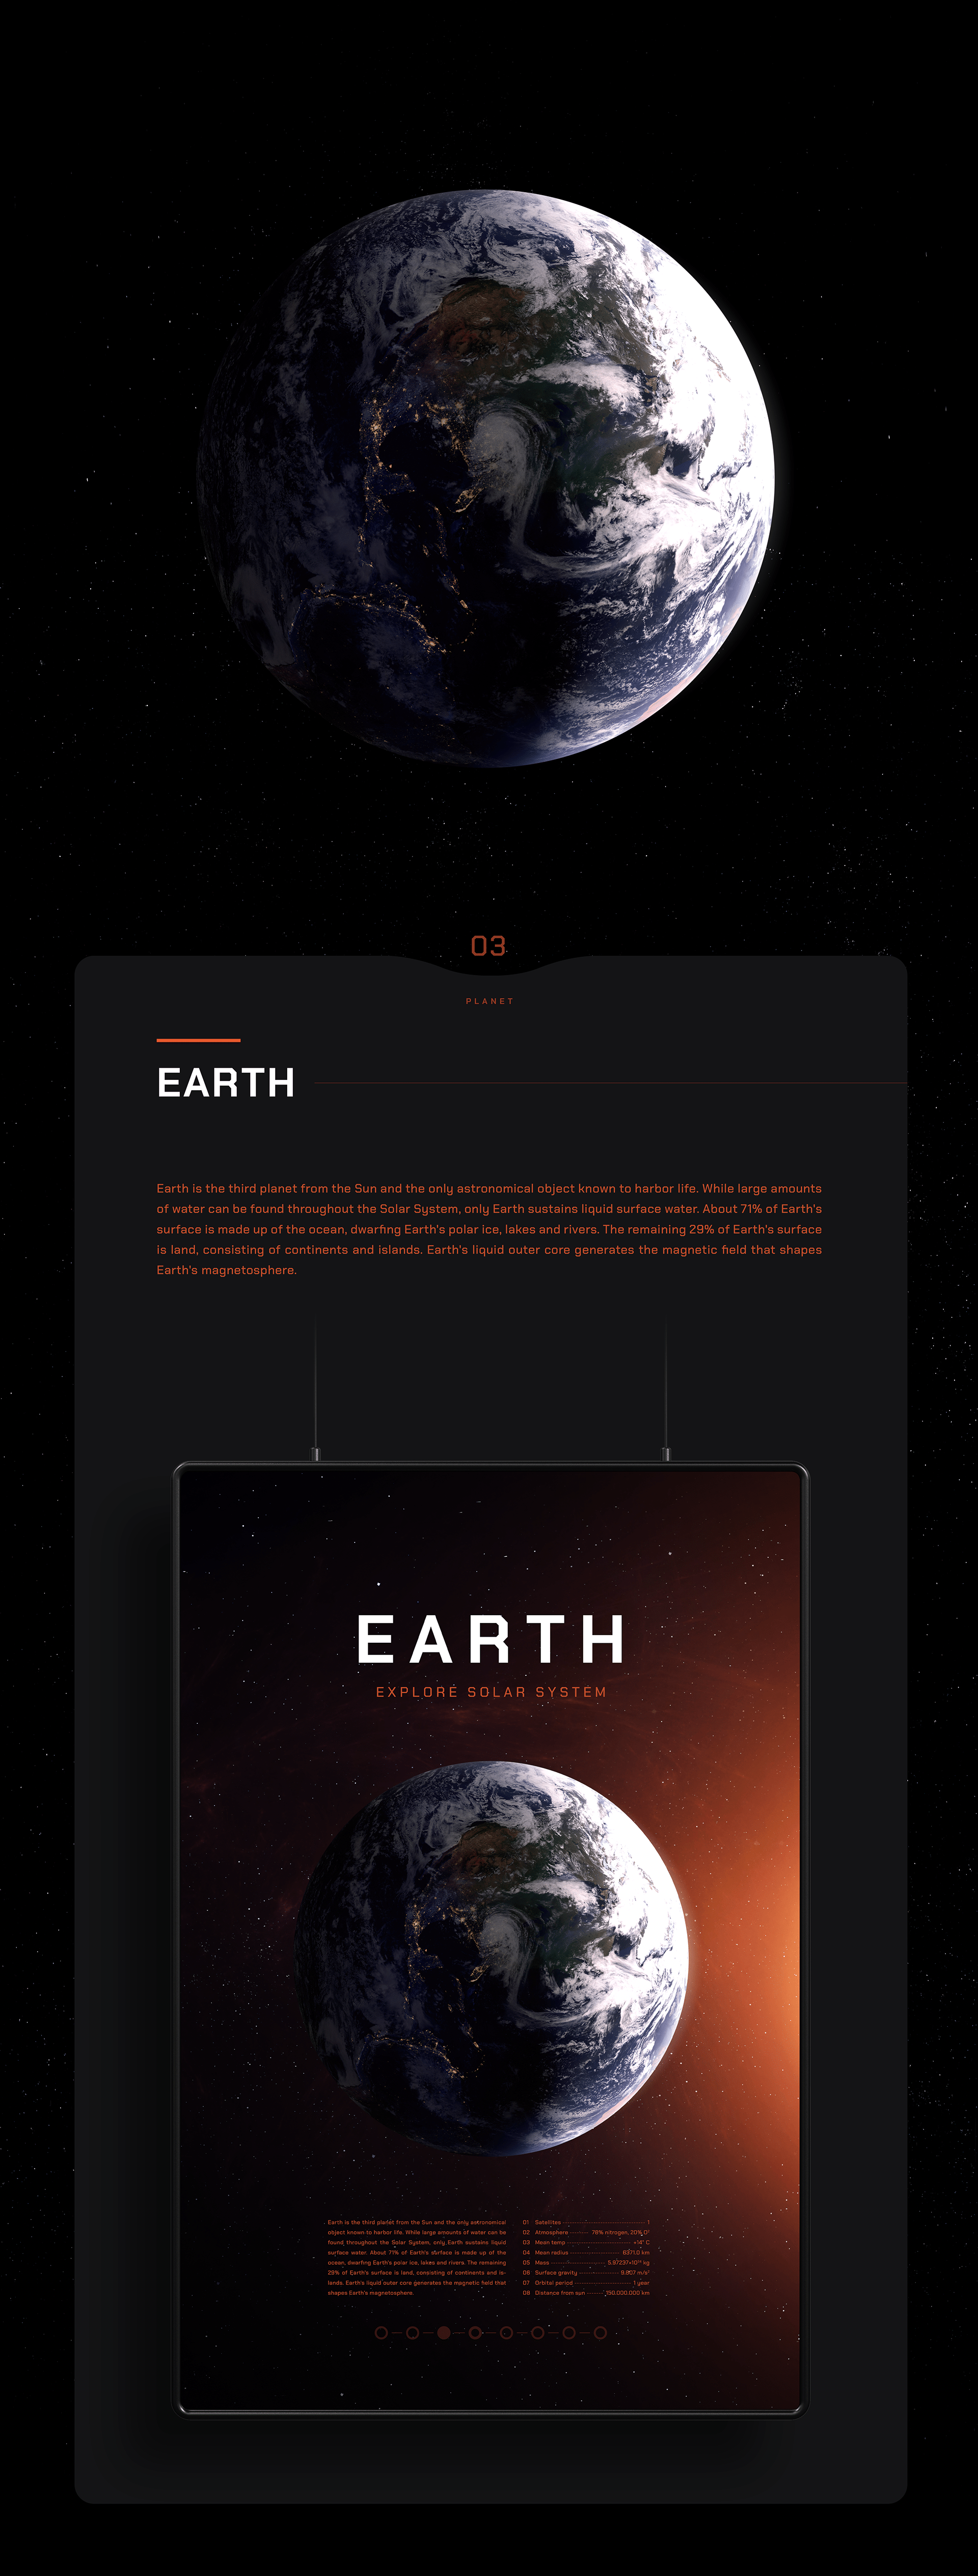 03
PLANET
EARTH
Earth is the third planet from the Sun and the only astronomical object known to harbor life. While large amounts
of water can be found throughout the Solar System, only Earth sustains liquid surface water. About 71% of Earth's
surface is made up of the ocean, dwarfing Earth's polar ice, lakes and rivers. The remaining 29% of Earth's surface
is land, consisting of continents and islands. Earth's liquid outer core generates the magnetic field that shapes
Earth's magnetosphere.
EARTH
EXPLORE SOLAR SYSTEM
Earth is the third planet from the Sun and the only astronomical
object known to harbor life. While large amounts of water can be
found throughout the Solar System, only Earth sustains liquid
surface water. About 71% of Earth's surface is made up of the
ocean, dwarfing Earth's polar ice, lakes and rivers. The remaining
29% of Earth's surface is land, consisting of continents and is-
lands. Earth's liquid outer core generates the magnetic field that
shapes Earth's magnetosphere.
01 Satellites 1
02 Atmosphere 78% nitrogen, 20%
03 Mean temp C
04 Mean radius km
05 Mass kg
06 Surface gravity 9.807 m/s²
07 Orbital period 1 year
08 Distance from sun 150.000.000 km